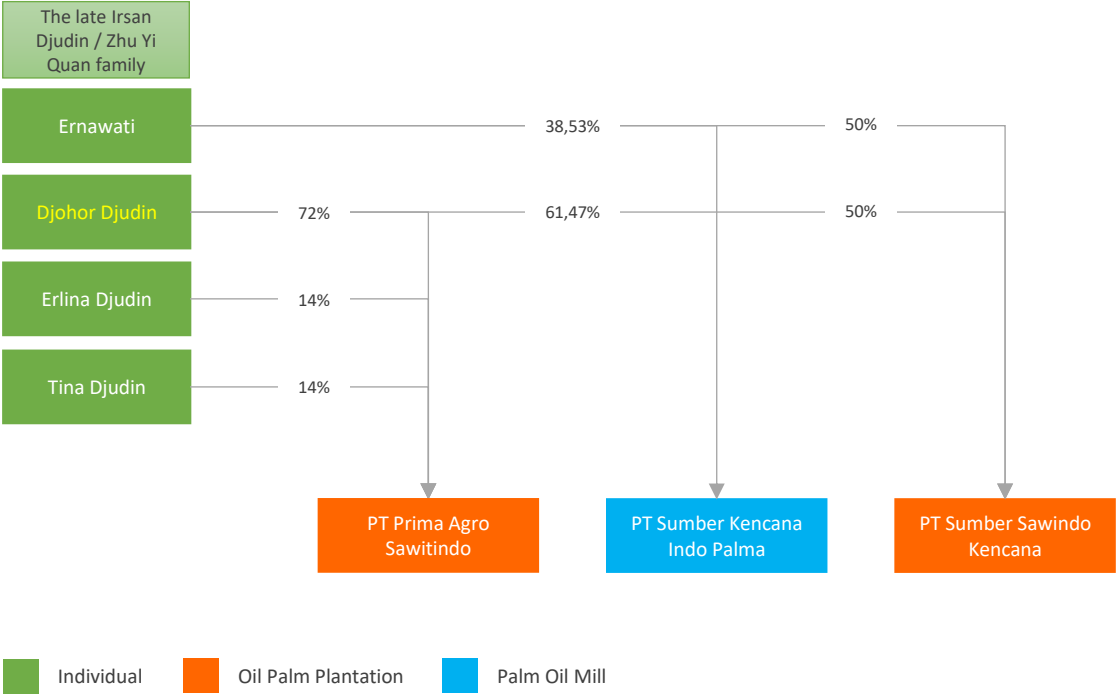 The late Irsan
Djudin / Zhu Yi
Quan family
Ernawati
38,53%
50%
Djohor Djudin
72%
61,47%
50%
Erlina Djudin
14%
Tina Djudin
14%
PT Prima Agro
Sawitindo
PT Sumber Kencana
Indo Palma
PT Sumber Sawindo
Kencana
Individual
Oil Palm Plantation
Palm Oil Mill